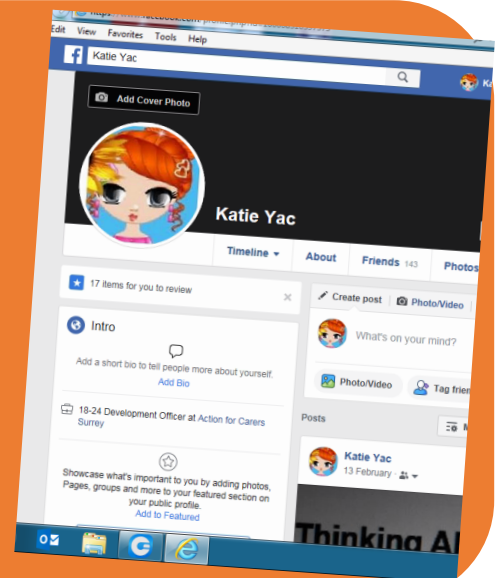 Edit View Favorites Tools Help
f Katie Yac
Add Cover Photo
Katie Yac
Timeline About Friends 143 Photos
17 items for you to review
Intro
Add a short bio to tell people more about yourself.
Add Bio
18-24 Development Officer at Action for Carers
Surrey
Showcase what's important to you by adding photos,
Pages, groups and more to your featured section on
your public profile.
Add to Featured
Create post Photo/Video
What's on your mind?
Photo/Video Tag frien
Posts
Katie Yac
13 February
Thinking A